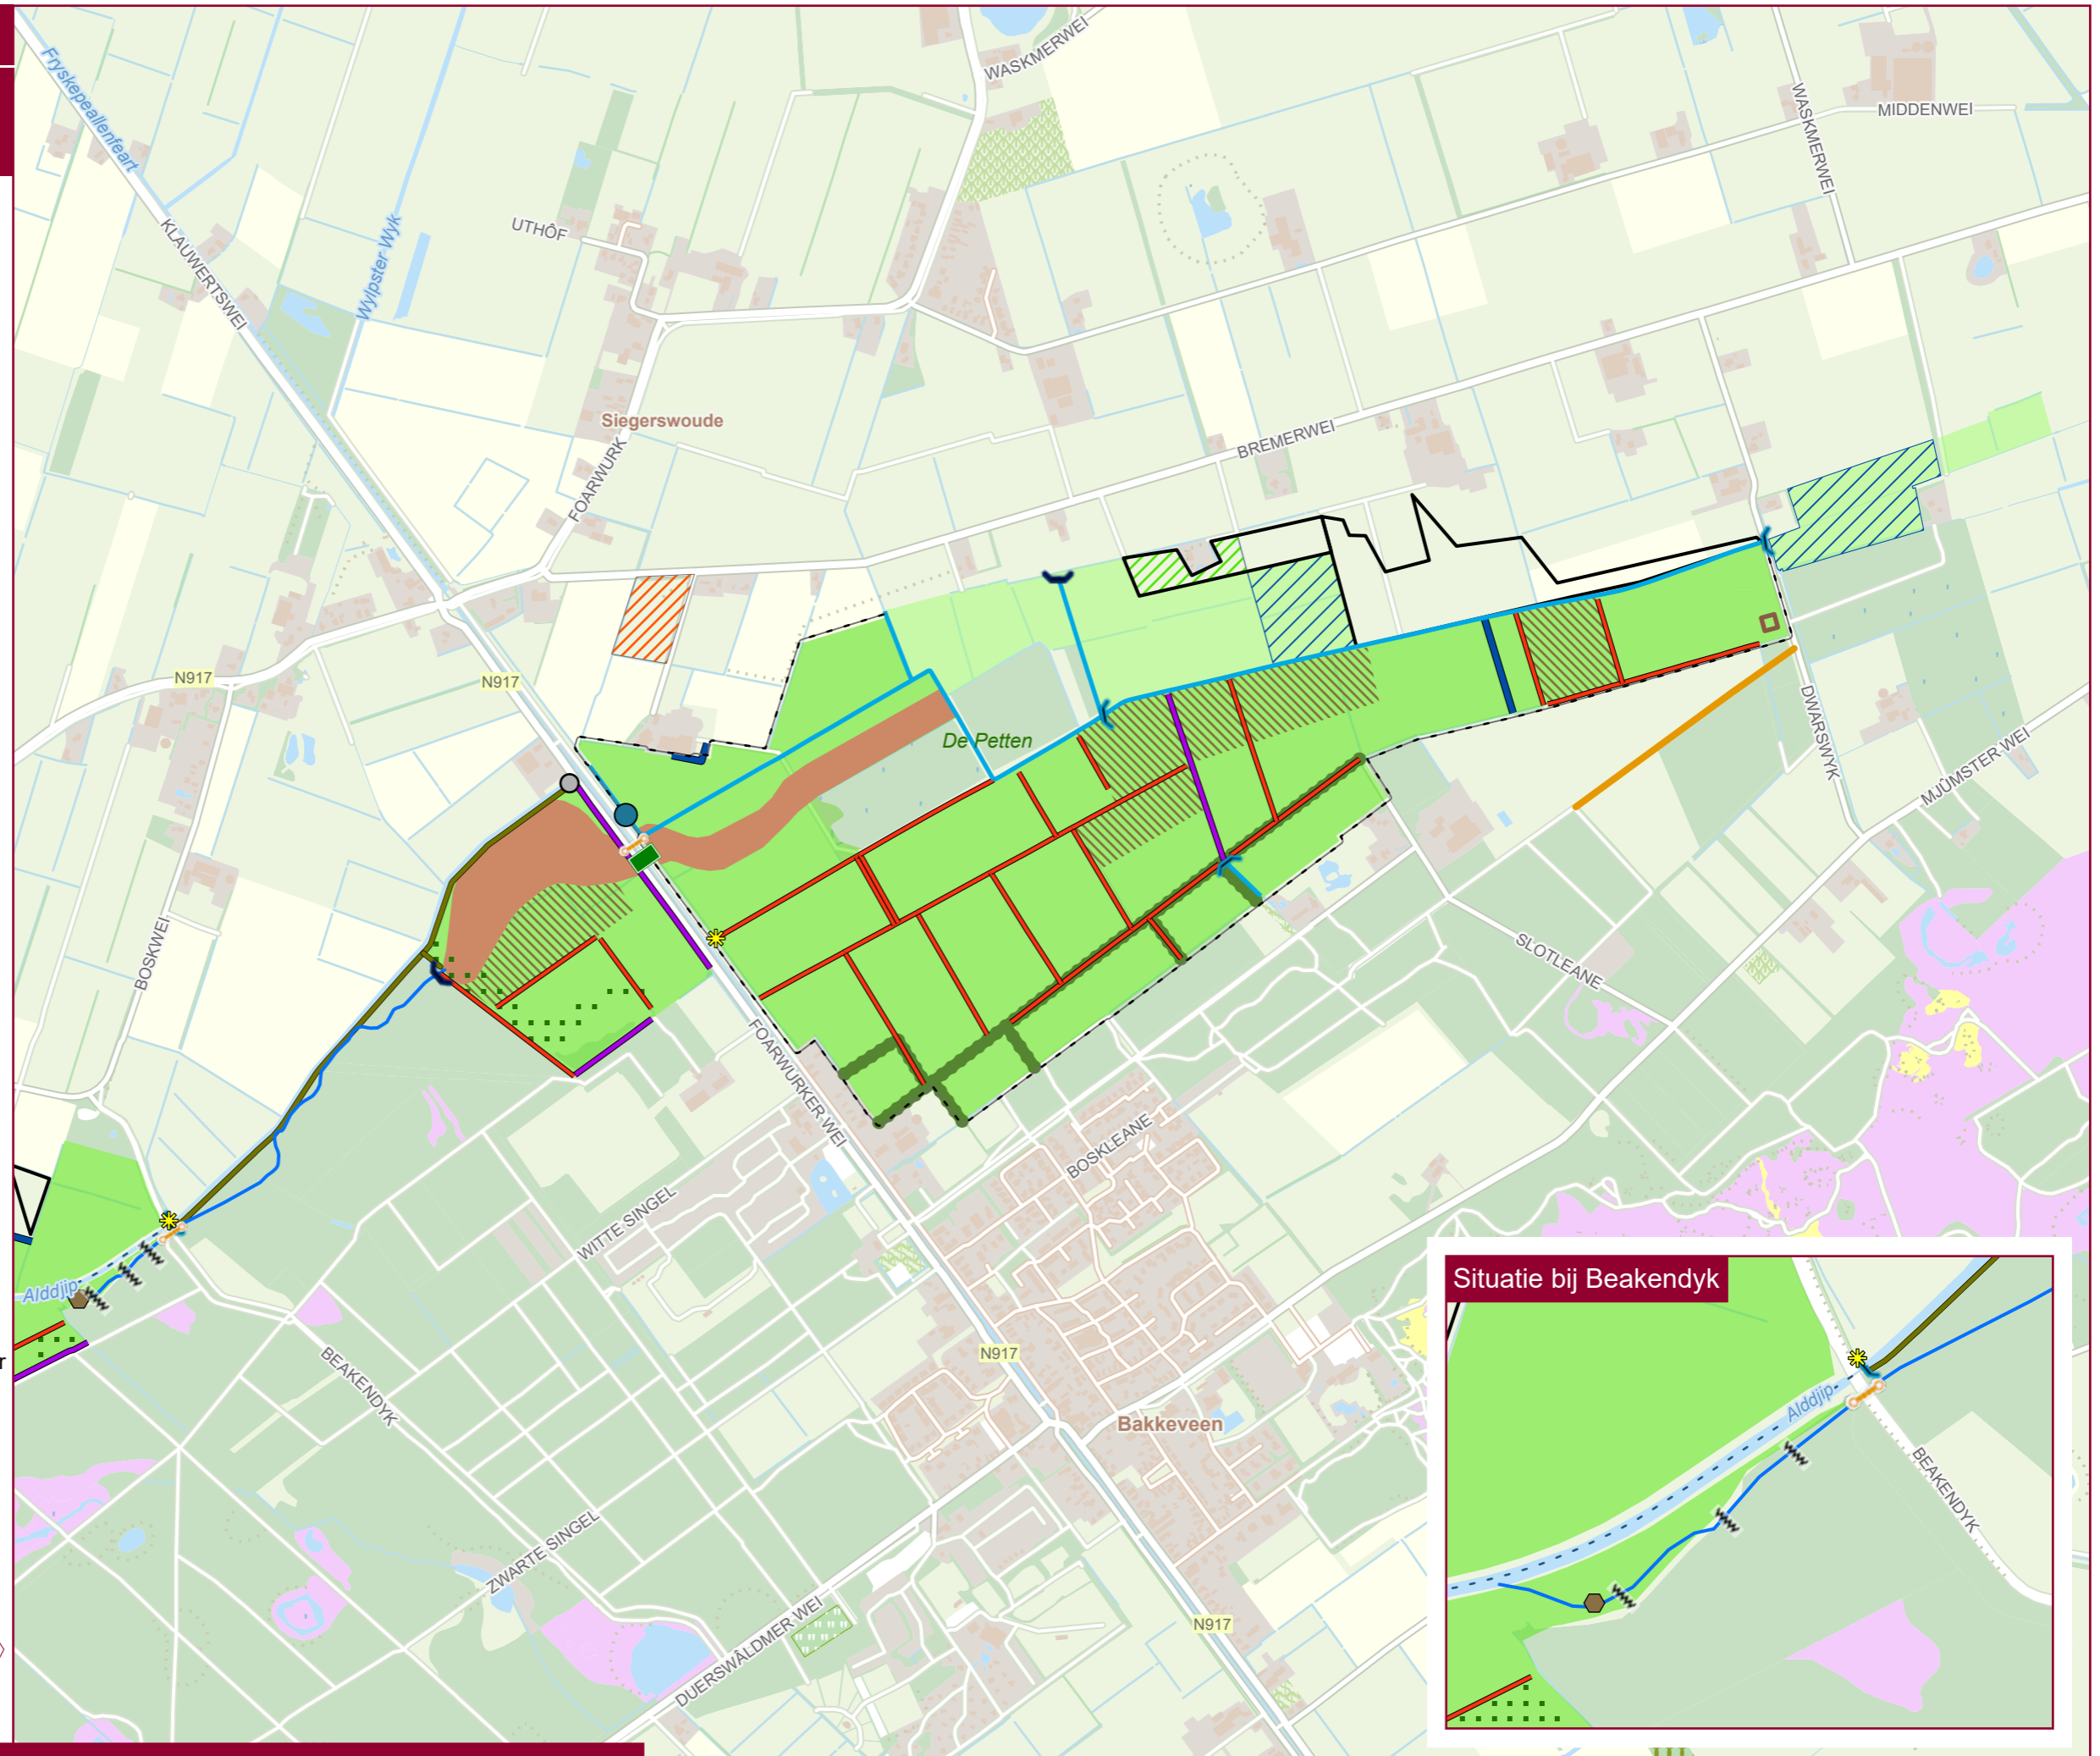 WASKMERWEI
Fryskepeallenfeart
WASKMERWEI
MIDDENWEI
KLAUWERTSWEI
Wylpster Wyk
UTHÔF
Siegerswoude
FOARWURK
BREMERWEI
N917
N917
De Petten
DWARSWYK
MJÛMSTER WEI
BOSKWEI
SLOTLEANE
FOARWURKER WEI
BOSKLEANE
WITTE SINGEL
Alddjip
r
BEAKENDYK
N917
Bakkeveen
ZWARTE SINGEL
DUERSWÂLDMER WEI
N917
Situatie bij Beakendyk
Alddjip
BEAKENDYK